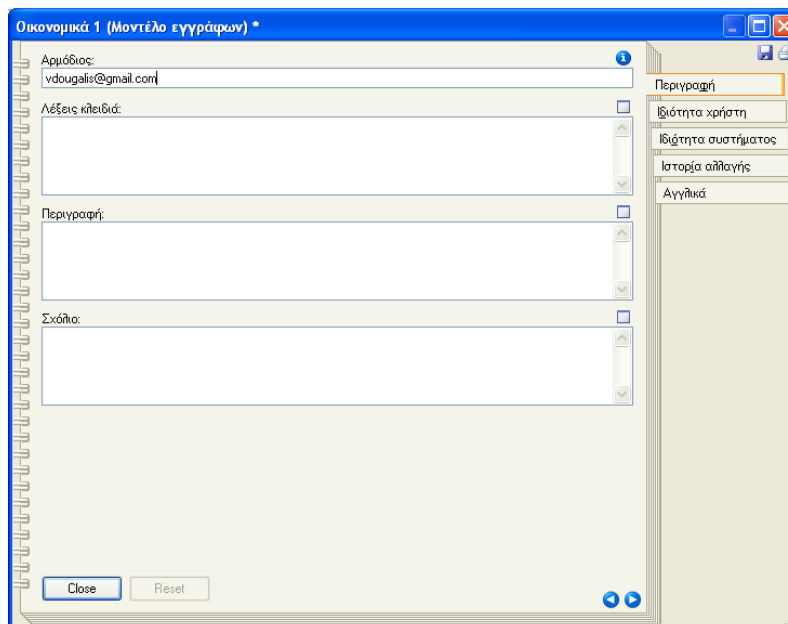 Οικονομικά 1 (Μοντέλο εγγράφων) *
Αρμόδιος:
vdougalis@gmail.com
Λέξεις κλειδιά:
Περιγραφή:
Σχόλιο:
Close
Reset
Περιγραφή
Ιδιότητα χρήστη
Ιδιότητα συστήματος
Ιστορία αλλαγής
Αγγλικά